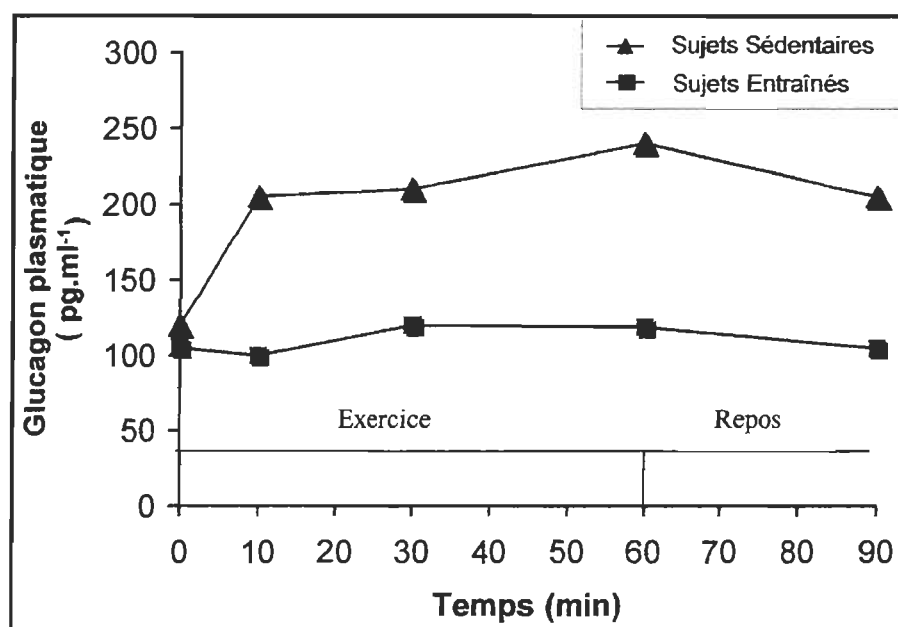 Sujets Sédentaires
Sujets Entraînés
Glucagon plasmatique
( pg.ml⁻¹)
300
250
200
150
100
50
0
Exercice
Repos
0 10 20 30 40 50 60 70 80 90
Temps (min)